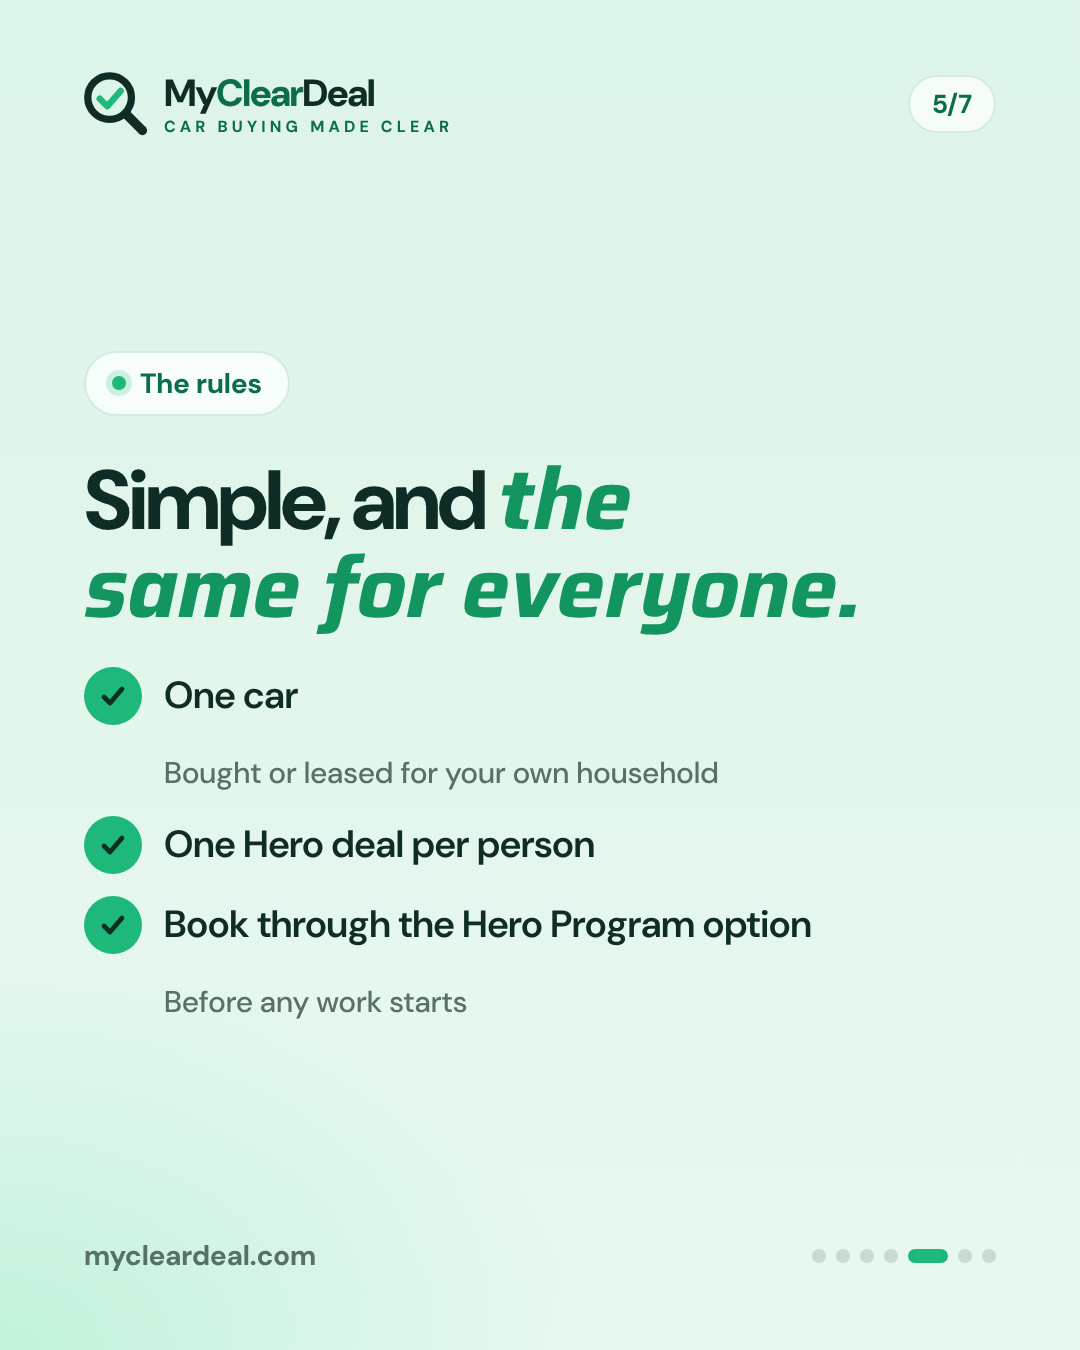 MyClearDeal
CAR BUYING MADE CLEAR
5/7
The rules
Simple, and the
same for everyone.
One car
Bought or leased for your own household
One Hero deal per person
Book through the Hero Program option
Before any work starts
mycleardeal.com